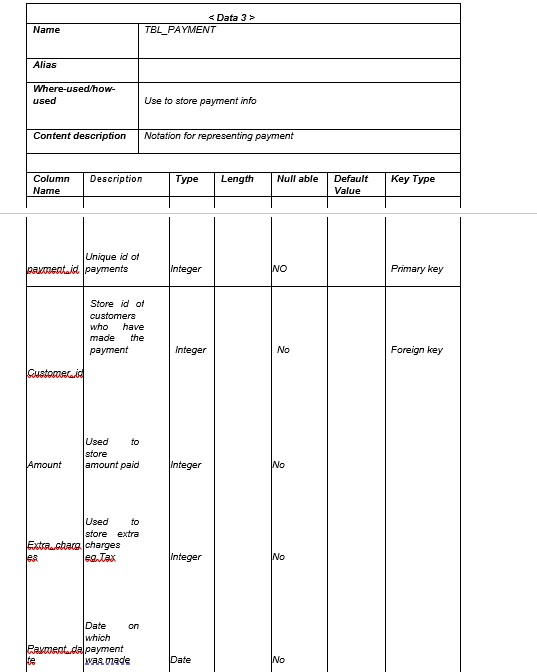 < Data 3 >
Name TBL_PAYMENT
Alias
Where-used/how-
used Use to store payment info
Content description Notation for representing payment
Column Description Type Length Null able Default Key Type
Name Value
Unique id of
payment_id payments Integer NO Primary key
Store id of
customers
who have
made the
payment Integer No Foreign key
Customer_id
Used to
store
Amount amount paid Integer No
Used to
store extra
Extra_charg charges
es eg.Tax Integer No
Date on
which
Payment_da payment
te was made Date No